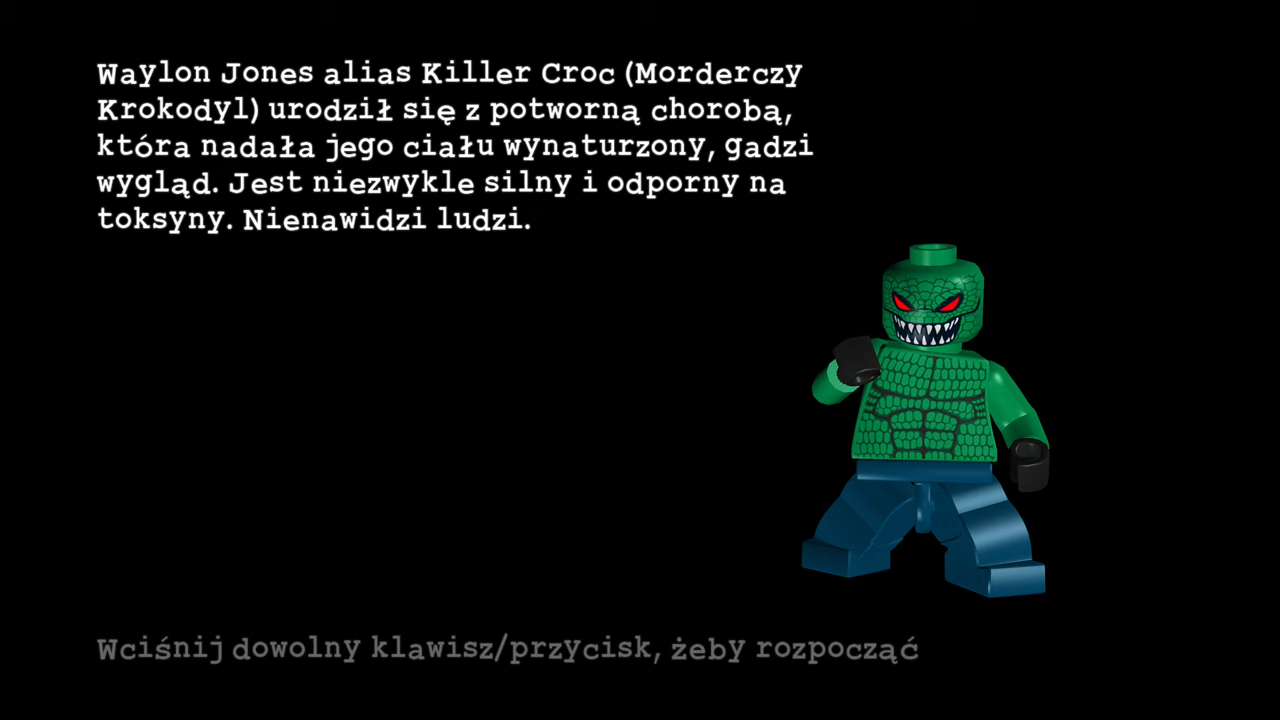 Waylon Jones alias Killer Croc (Morderczy
Krokodyl) urodził się z potworną chorobą,
która nadała jego ciału wynaturzony, gadzi
wygląd. Jest niezwykle silny i odporny na
toksyny. Nienawidzi ludzi.
Wciśnij dowolny klawisz/przycisk, żeby rozpocząć